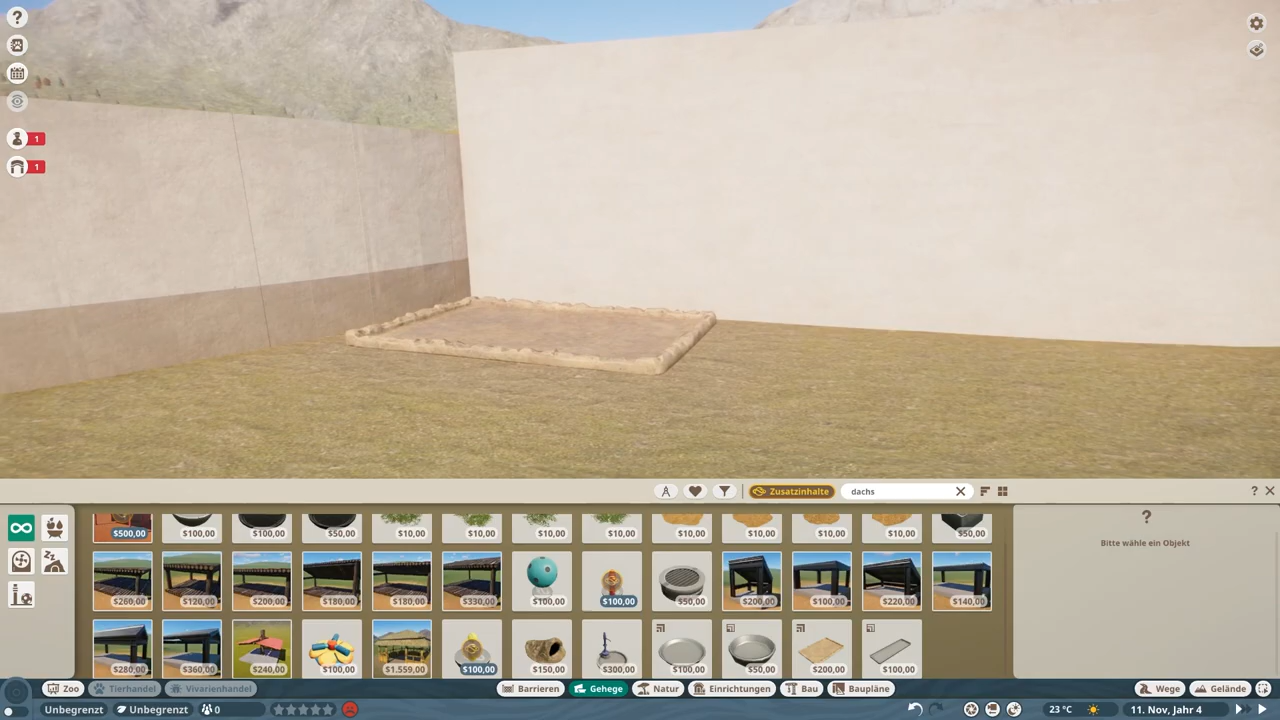 ?
1
1
Zusatzinhalte
dachs
?
$500,00
$100,00
$100,00
$50,00
$10,00
$10,00
$10,00
$10,00
$10,00
$10,00
$10,00
$10,00
$50,00
?
Bitte wähle ein Objekt
$260,00
$120,00
$200,00
$180,00
$180,00
$330,00
$100,00
$100,00
$50,00
$200,00
$100,00
$220,00
$140,00
$280,00
$360,00
$240,00
$100,00
$1.559,00
$100,00
$150,00
$300,00
$100,00
$50,00
$200,00
$100,00
Zoo
Tierhandel
Vivarienhandel
Barrieren
Gehege
Natur
Einrichtungen
Bau
Baupläne
Wege
Gelände
Unbegrenzt
Unbegrenzt
0
23 °C
11. Nov, Jahr 4